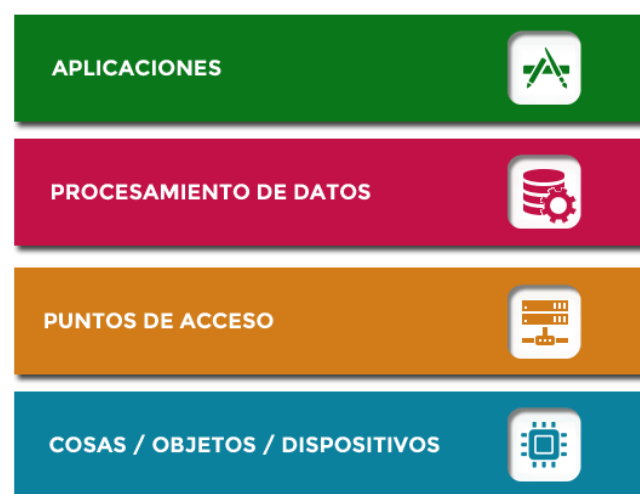 APLICACIONES
PROCESAMIENTO DE DATOS
PUNTOS DE ACCESO
COSAS / OBJETOS / DISPOSITIVOS